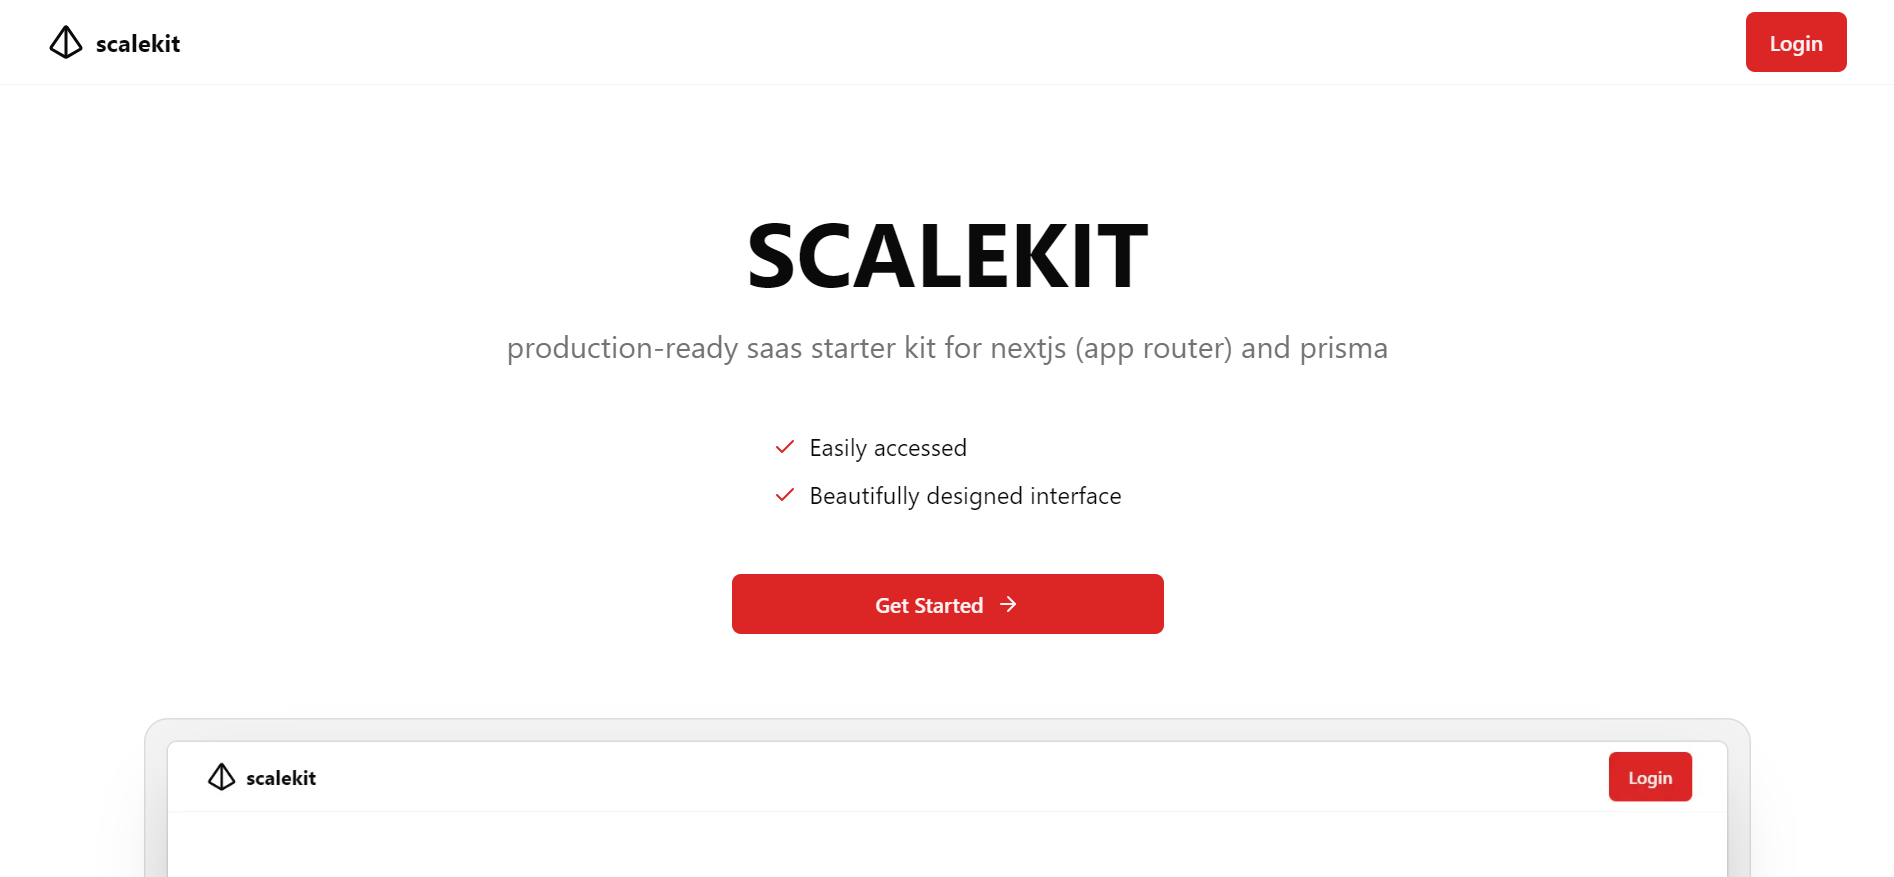 scalekit
Login
SCALEKIT
production-ready saas starter kit for nextjs (app router) and prisma
Easily accessed
Beautifully designed interface
Get Started
scalekit
Login